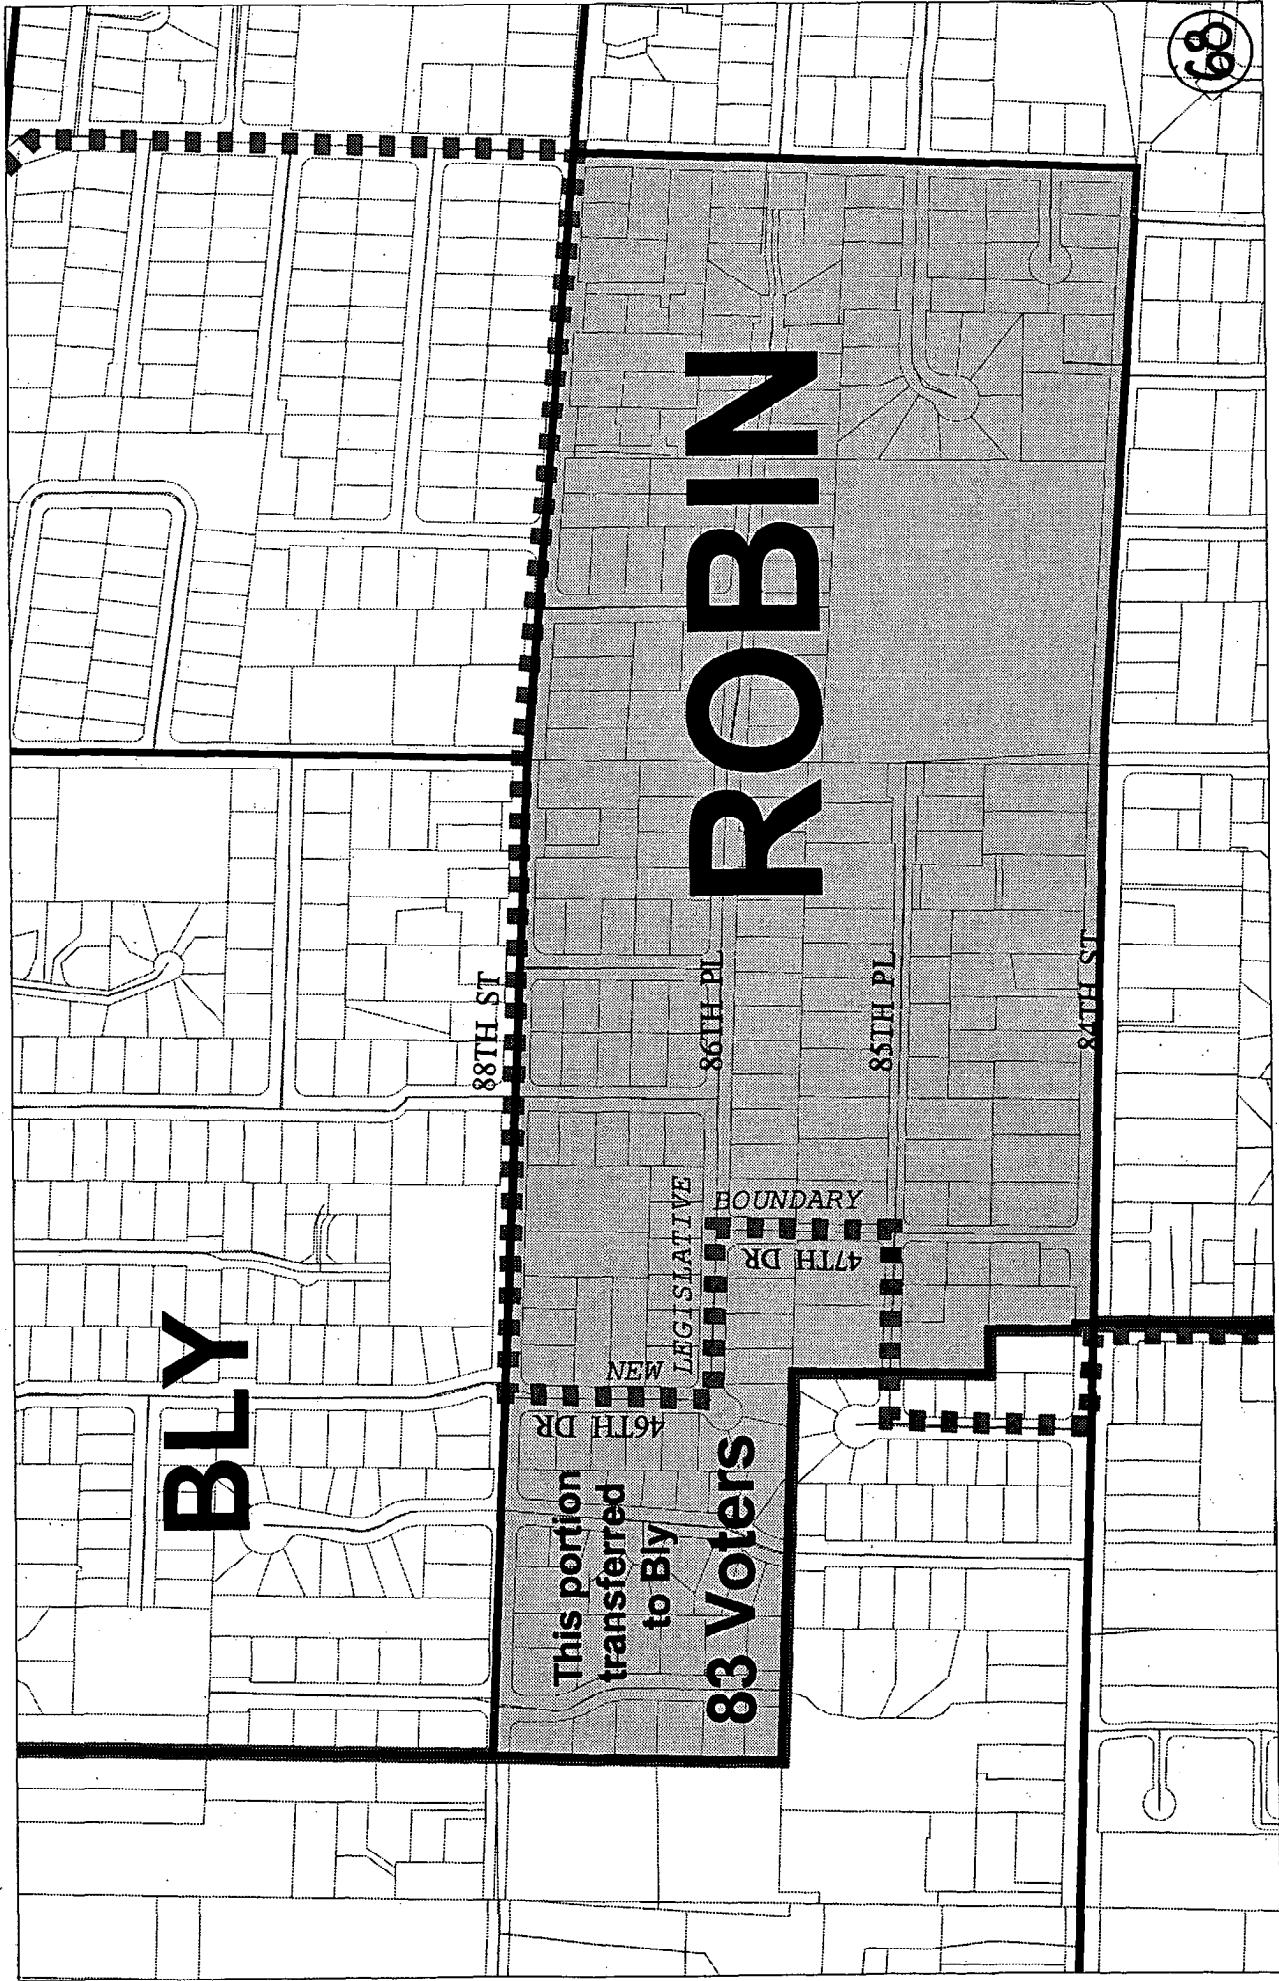 68
BLY
88TH ST
ROBIN
86TH PL
85TH PL
84TH ST
NEW
LEGISLATIVE
BOUNDARY
46TH DR
47TH DR
This portion
transferred
to Bly
83 Voters